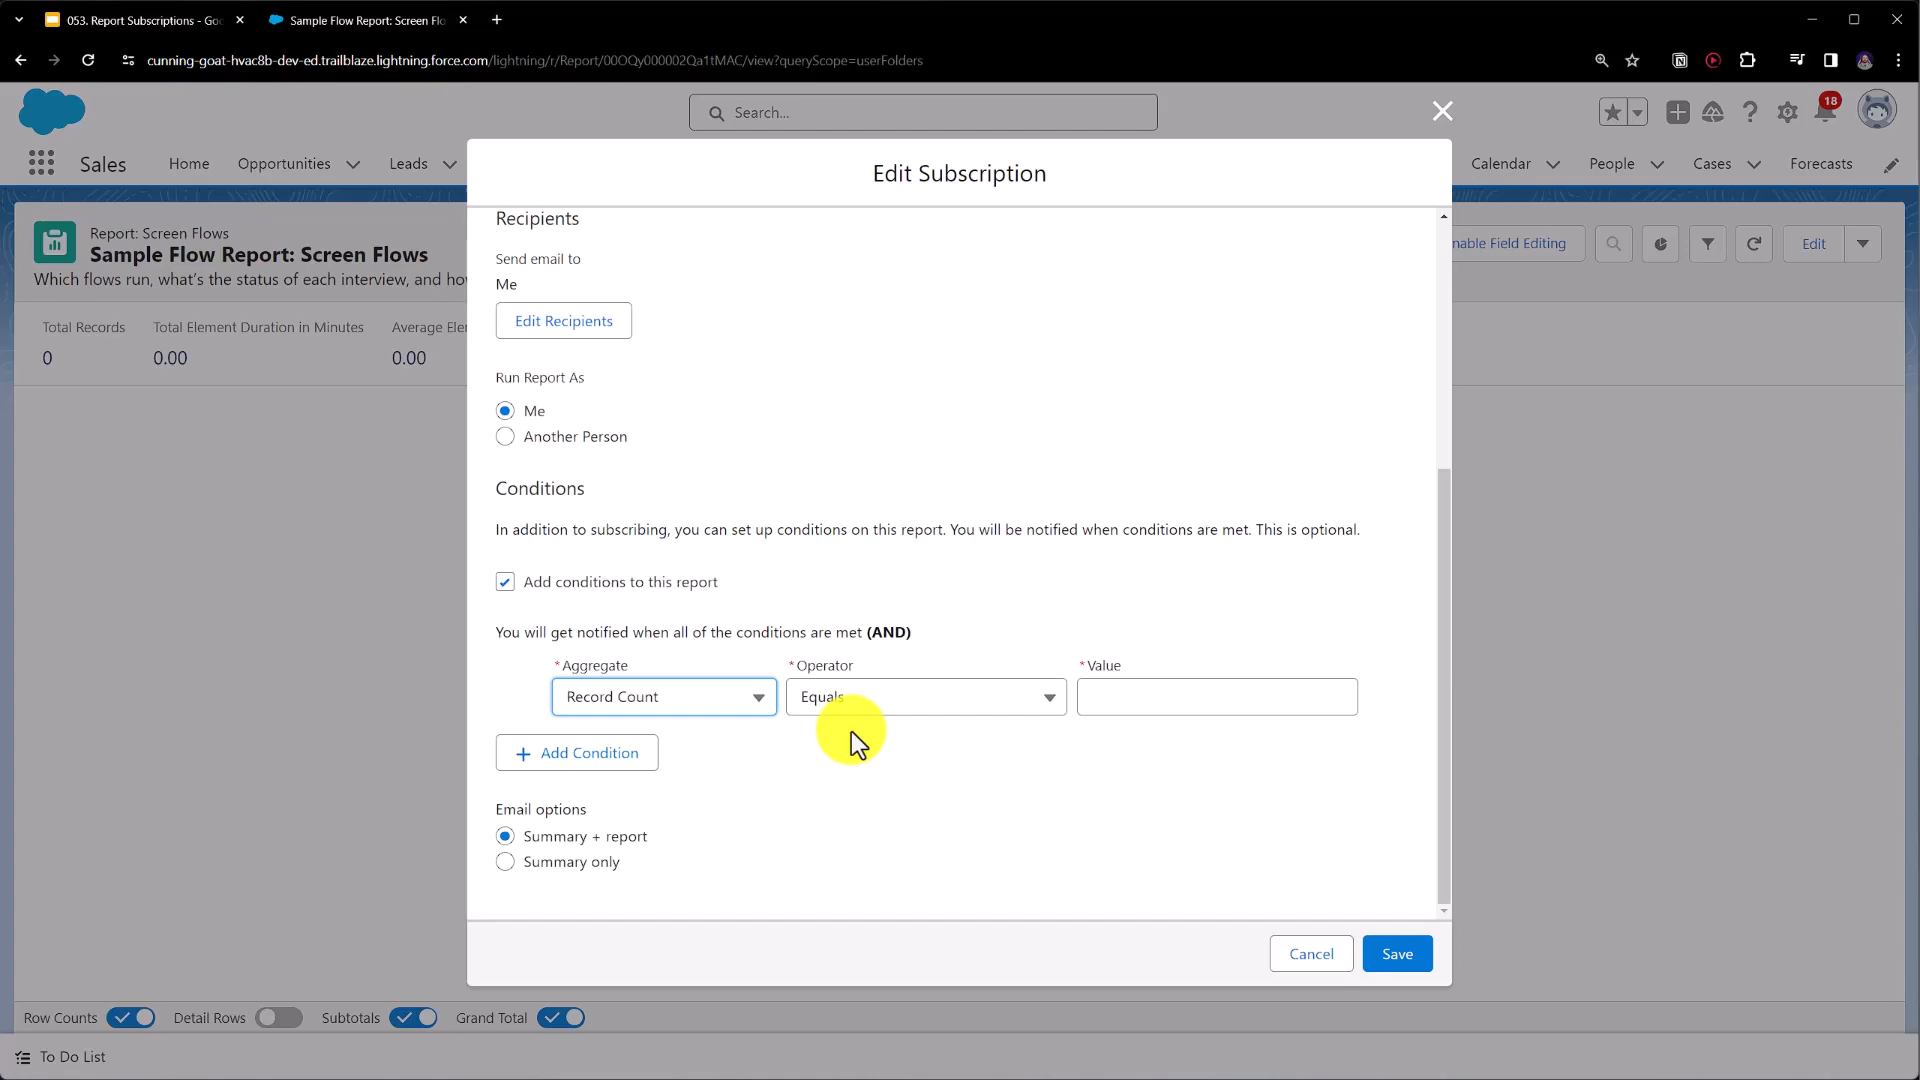 053. Report Subscriptions - Goo
Sample Flow Report: Screen Flo
cunning-goat-hvac8b-dev-ed.trailblaze.lightning.force.com/lightning/r/Report/00OQy000002Qa1tMAC/view?queryScope=userFolders
Search...
18
Sales
Home
Opportunities
Leads
Calendar
People
Cases
Forecasts
Edit Subscription
Report: Screen Flows
Sample Flow Report: Screen Flows
Which flows run, what's the status of each interview, and ho
nable Field Editing
Edit
Total Records
Total Element Duration in Minutes
Average Ele
0
0.00
0.00
Recipients
Send email to
Me
Edit Recipients
Run Report As
Me
Another Person
Conditions
In addition to subscribing, you can set up conditions on this report. You will be notified when conditions are met. This is optional.
Add conditions to this report
You will get notified when all of the conditions are met (AND)
*Aggregate
*Operator
*Value
Record Count
Equals
+ Add Condition
Email options
Summary + report
Summary only
Cancel
Save
Row Counts
Detail Rows
Subtotals
Grand Total
To Do List